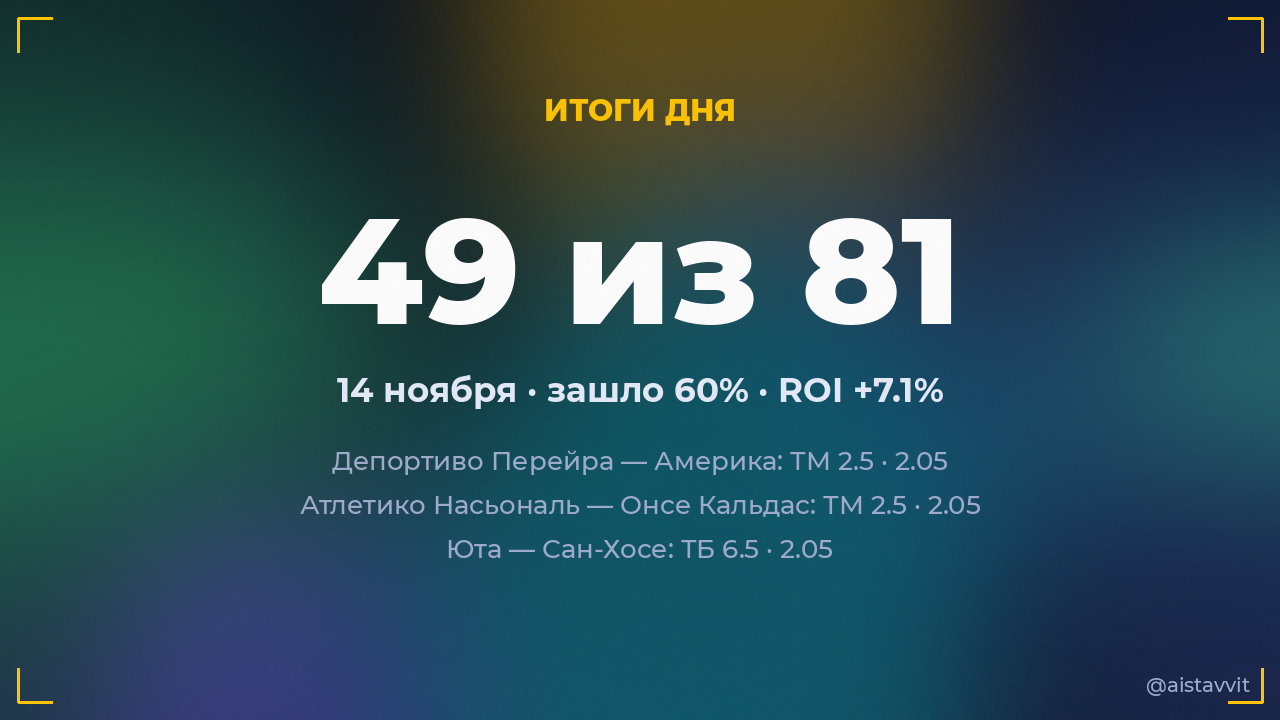 ИТОГИ ДНЯ
49 из 81
14 ноября · зашло 60% · ROI +7.1%
Депортиво Перейра — Америка: ТМ 2.5 · 2.05
Атлетико Насьональ — Онсе Кальдас: ТМ 2.5 · 2.05
Юта — Сан-Хосе: ТБ 6.5 · 2.05
@aistavvit